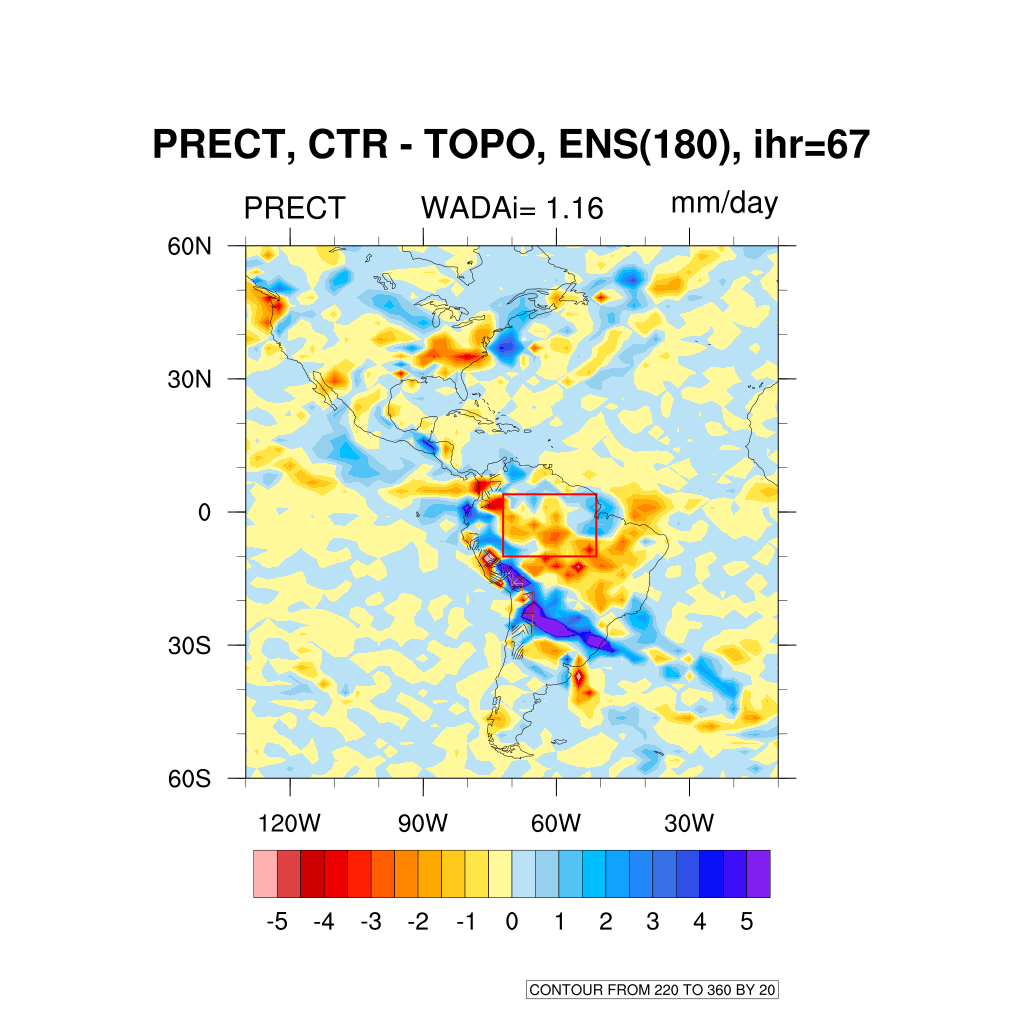 PRECT, CTR - TOPO, ENS(180), ihr=67
PRECT WADAi= 1.16 mm/day
60N
30N
0
30S
60S
120W 90W 60W 30W
-5 -4 -3 -2 -1 0 1 2 3 4 5
CONTOUR FROM 220 TO 360 BY 20